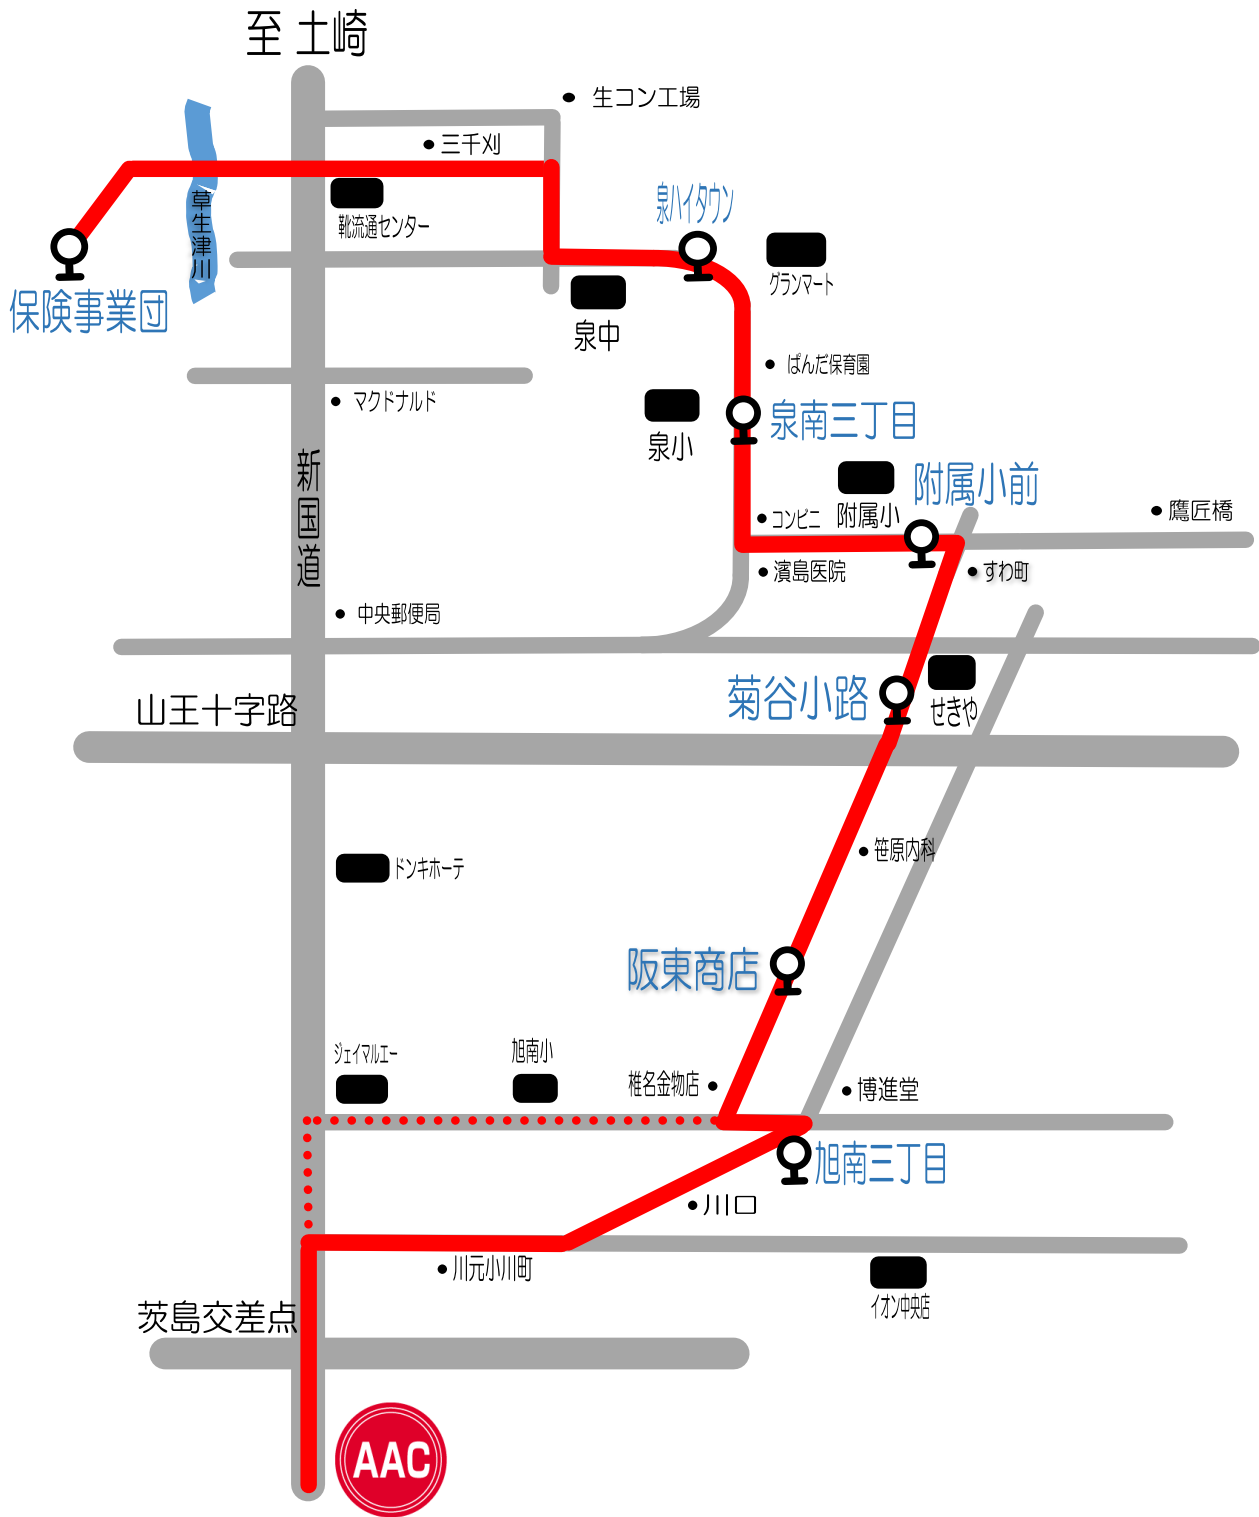 至 土崎
生コン工場
三千刈
靴流通センター
草生津川
泉ハイタウン
グランマート
保険事業団
泉中
ぱんだ保育園
マクドナルド
泉南三丁目
泉小
新国道
附属小前
附属小
コンビニ
鷹匠橋
濱島医院
すわ町
中央郵便局
菊谷小路
せきや
山王十字路
笹原内科
ドンキホーテ
阪東商店
ジェイマルエー
旭南小
椎名金物店
博進堂
旭南三丁目
川口
川元小川町
イオン中央店
茨島交差点
AAC